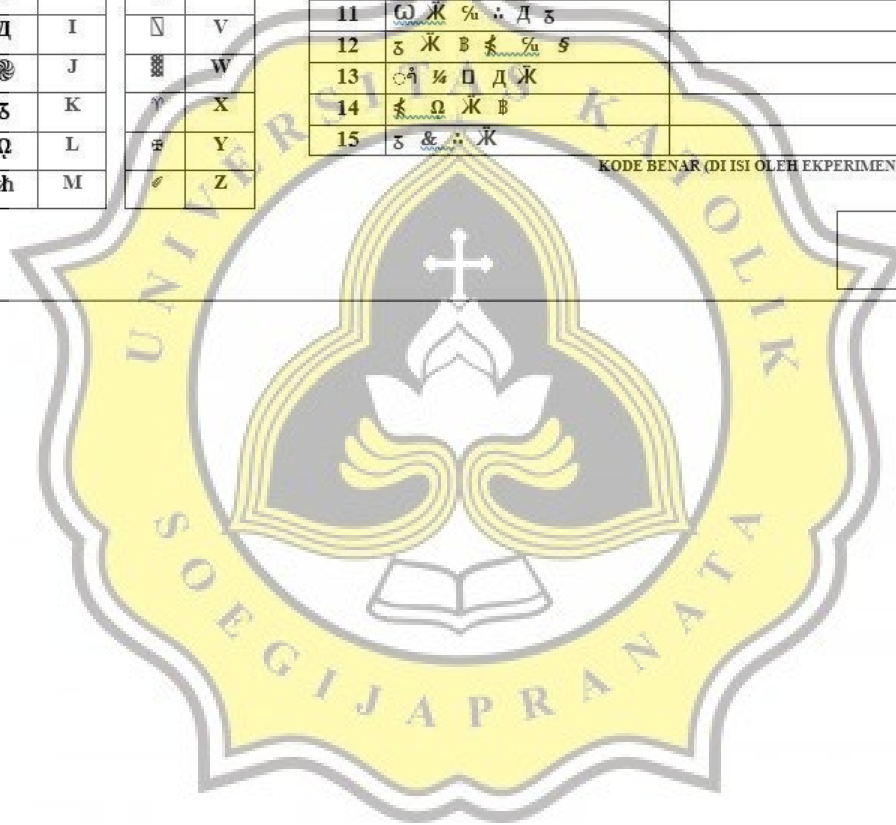 Д I V 11 Ѡ Ӝ ℆ ∴ Д ჳ
J W 12 ჳ Ӝ ฿ ⋠ ℆ §
K X 13 ¼ Д Ӝ
Ω L Y 14 Ω Ӝ ฿
ħ M Z 15 ჳ & ∴ Ӝ
KODE BENAR (DI ISI OLEH EKPERIMEN
UNIVERSITAS KATOLIK
SOEGIJAPRANATA